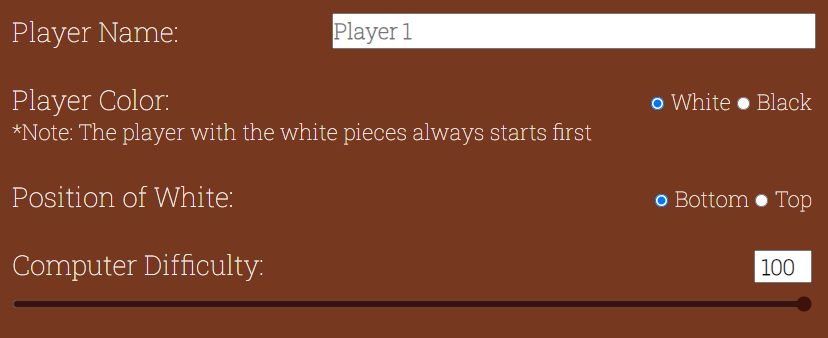 Player Name: Player 1
Player Color: White Black
*Note: The player with the white pieces always starts first
Position of White: Bottom Top
Computer Difficulty: 100